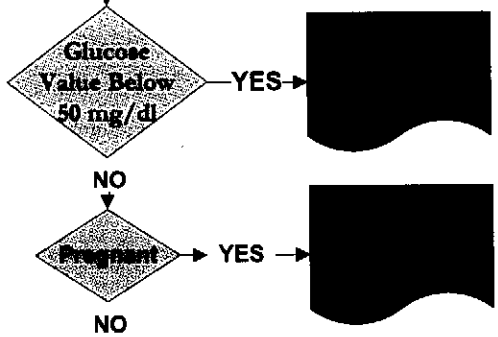 Glucose
Value Below
50 mg/dl
YES
NO
Pregnant
YES
NO